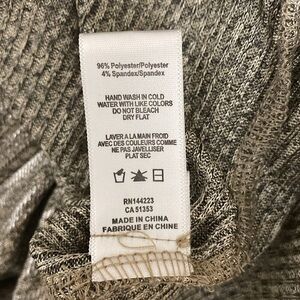 96% Polyester/Polyester
4% Spandex/Spandex
HAND WASH IN COLD
WATER WITH LIKE COLORS
DO NOT BLEACH
DRY FLAT
LAVER A LA MAIN FROID
AVEC DES COULEURS COMME
NE PAS JAVELLISER
PLAT SEC
RN144223
CA 51353
MADE IN CHINA
FABRIQUE EN CHINE